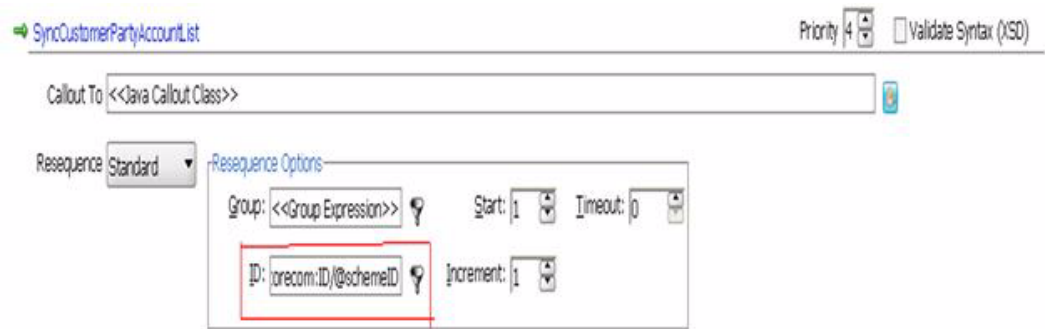 SyncCustomerPartyAccountList
Priority 4 Validate Syntax (XSD)
Callout To <<Java Callout Class>>
Resequence Standard Resequence Options
Group: <<Group Expression>> Start: 1 Timeout: 0
ID: orecom:ID/@schemeID Increment: 1